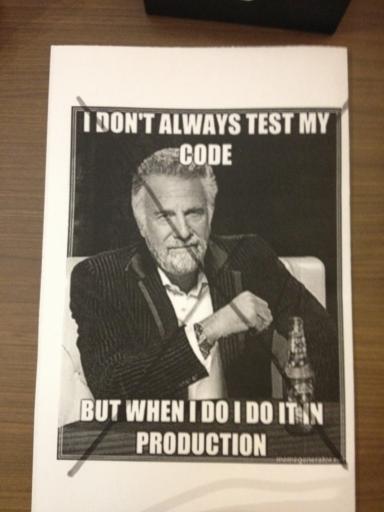 I DON'T ALWAYS TEST MY
CODE
BUT WHEN I DO I DO IT IN
PRODUCTION